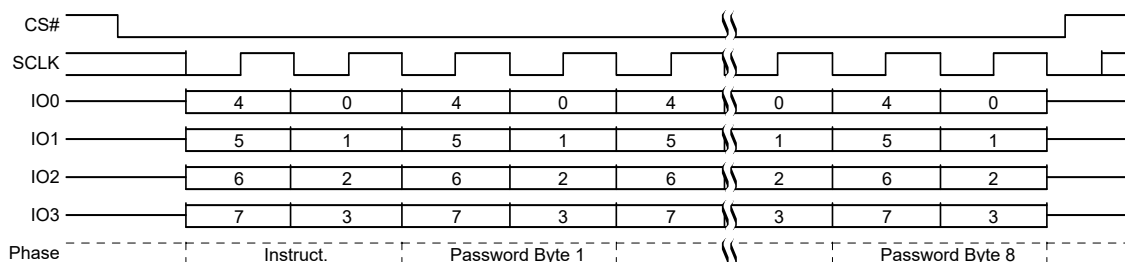 CS#
SCLK
IO0 4 0 4 0 4 0 4 0
IO1 5 1 5 1 5 1 5 1
IO2 6 2 6 2 6 2 6 2
IO3 7 3 7 3 7 3 7 3
Phase Instruct. Password Byte 1 Password Byte 8